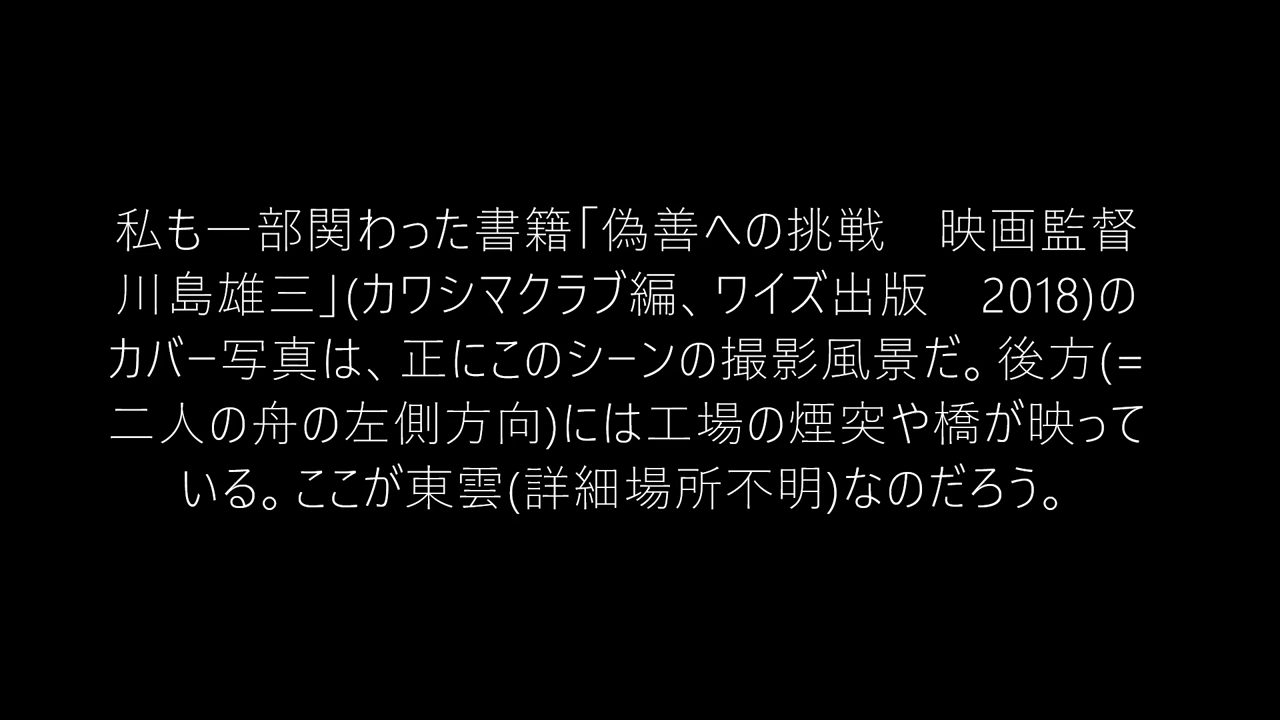 私も一部関わった書籍「偽善への挑戦　映画監督
川島雄三」(カワシマクラブ編、ワイズ出版　2018)の
カバー写真は、正にこのシーンの撮影風景だ。後方(=
二人の舟の左側方向)には工場の煙突や橋が映って
いる。ここが東雲(詳細場所不明)なのだろう。